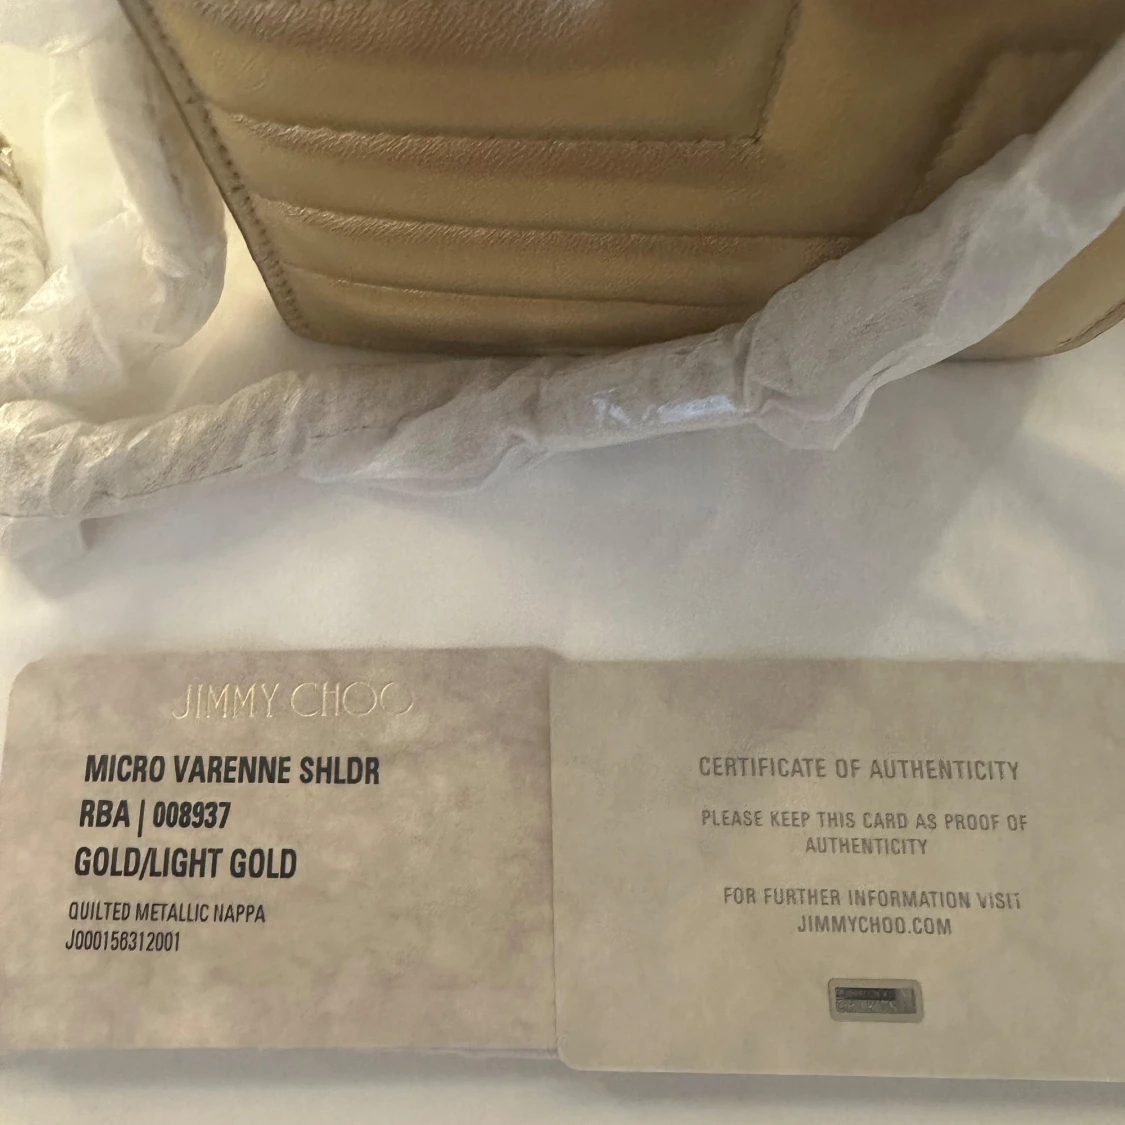 JIMMY CHOO
MICRO VARENNE SHLDR
RBA | 008937
GOLD/LIGHT GOLD
QUILTED METALLIC NAPPA
J000156312001
CERTIFICATE OF AUTHENTICITY
PLEASE KEEP THIS CARD AS PROOF OF
AUTHENTICITY
FOR FURTHER INFORMATION VISIT
JIMMYCHOO.COM